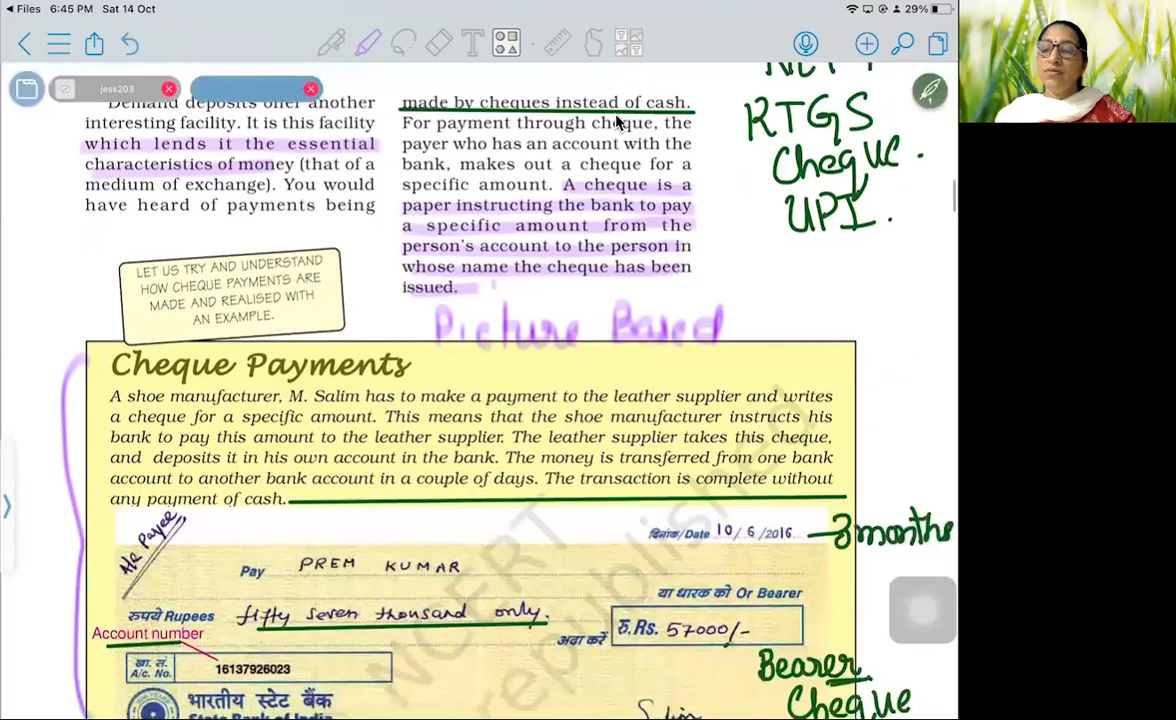 Files 6:45 PM Sat 14 Oct 29%
jess203
Demand deposits offer another
interesting facility. It is this facility
which lends it the essential
characteristics of money (that of a
medium of exchange). You would
have heard of payments being
made by cheques instead of cash.
For payment through cheque, the
payer who has an account with the
bank, makes out a cheque for a
specific amount. A cheque is a
paper instructing the bank to pay
a specific amount from the
person's account to the person in
whose name the cheque has been
issued.
RTGS
Cheque.
UPI.
LET US TRY AND UNDERSTAND
HOW CHEQUE PAYMENTS ARE
MADE AND REALISED WITH
AN EXAMPLE.
Picture Based
Cheque Payments
A shoe manufacturer, M. Salim has to make a payment to the leather supplier and writes
a cheque for a specific amount. This means that the shoe manufacturer instructs his
bank to pay this amount to the leather supplier. The leather supplier takes this cheque,
and deposits it in his own account in the bank. The money is transferred from one bank
account to another bank account in a couple of days. The transaction is complete without
any payment of cash.
A/c Payee
दिनांक/Date 10/6/2016 3 months
Pay PREM KUMAR
या धारक को Or Bearer
रुपये Rupees fifty seven thousand only.
अदा करें रु.Rs. 57000/-
Account number
खा. सं.
A/c. No. 16137926023
Bearer
Cheque
भारतीय स्टेट बैंक
State Bank of India
Salim
NCERT
republished